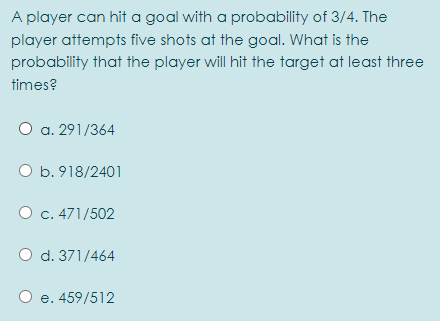 A player can hit a goal with a probability of 3/4. The
player attempts five shots at the goal. What is the
probability that the player will hit the target at least three
times?
a. 291/364
b. 918/2401
c. 471/502
d. 371/464
e. 459/512